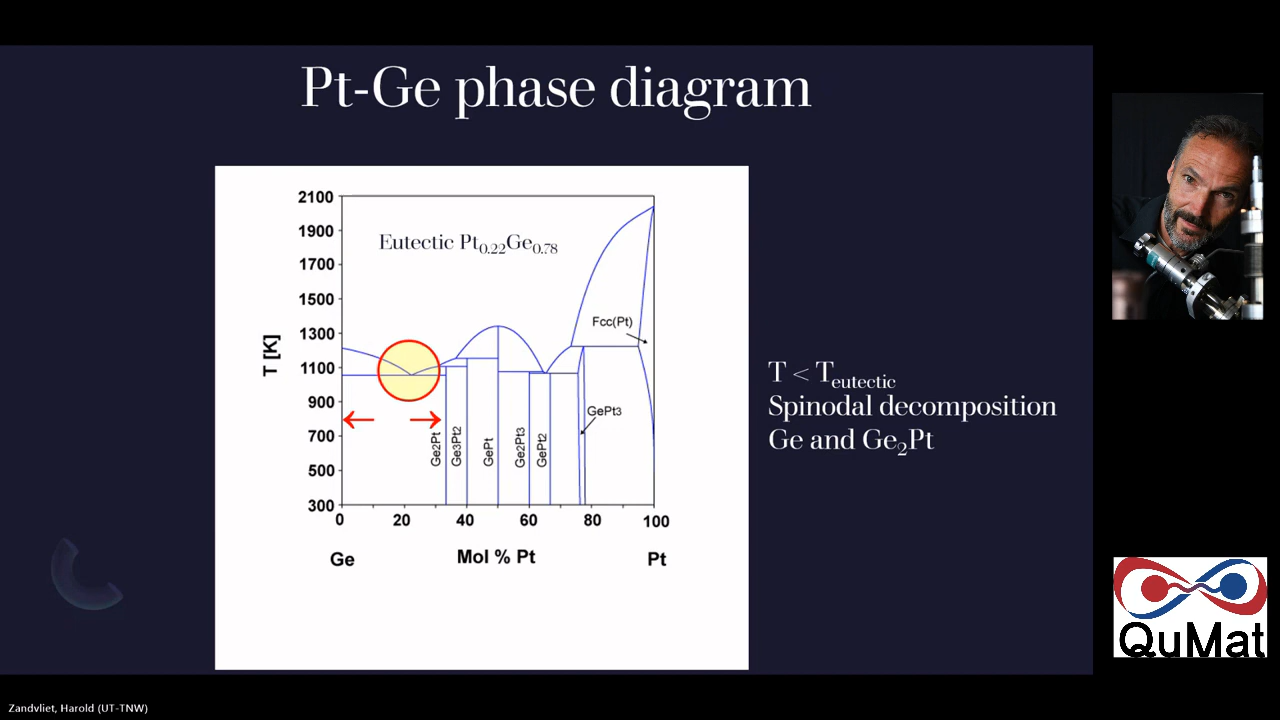 Pt-Ge phase diagram
2100
1900
1700
1500
1300
1100
900
700
500
300
T [K]
Eutectic Pt0.22Ge0.78
Fcc(Pt)
GePt3
Ge2Pt
Ge3Pt2
GePt
Ge2Pt3
GePt2
0 20 40 60 80 100
Ge Mol % Pt Pt
T < Teutectic
Spinodal decomposition
Ge and Ge2Pt
QuMat
Zandvliet, Harold (UT-TNW)